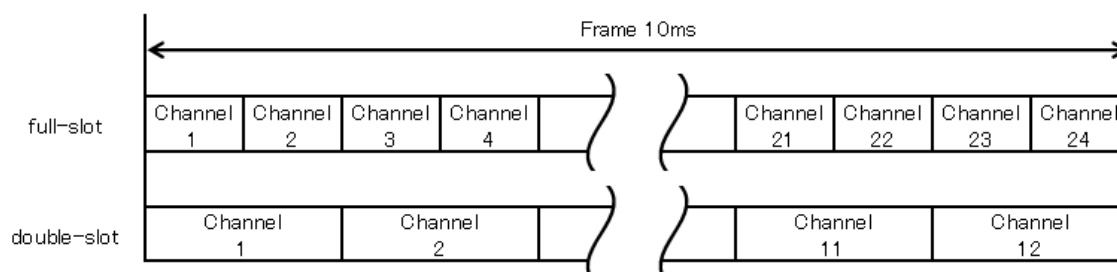 Frame 10ms
full-slot
Channel 1
Channel 2
Channel 3
Channel 4
Channel 21
Channel 22
Channel 23
Channel 24
double-slot
Channel 1
Channel 2
Channel 11
Channel 12